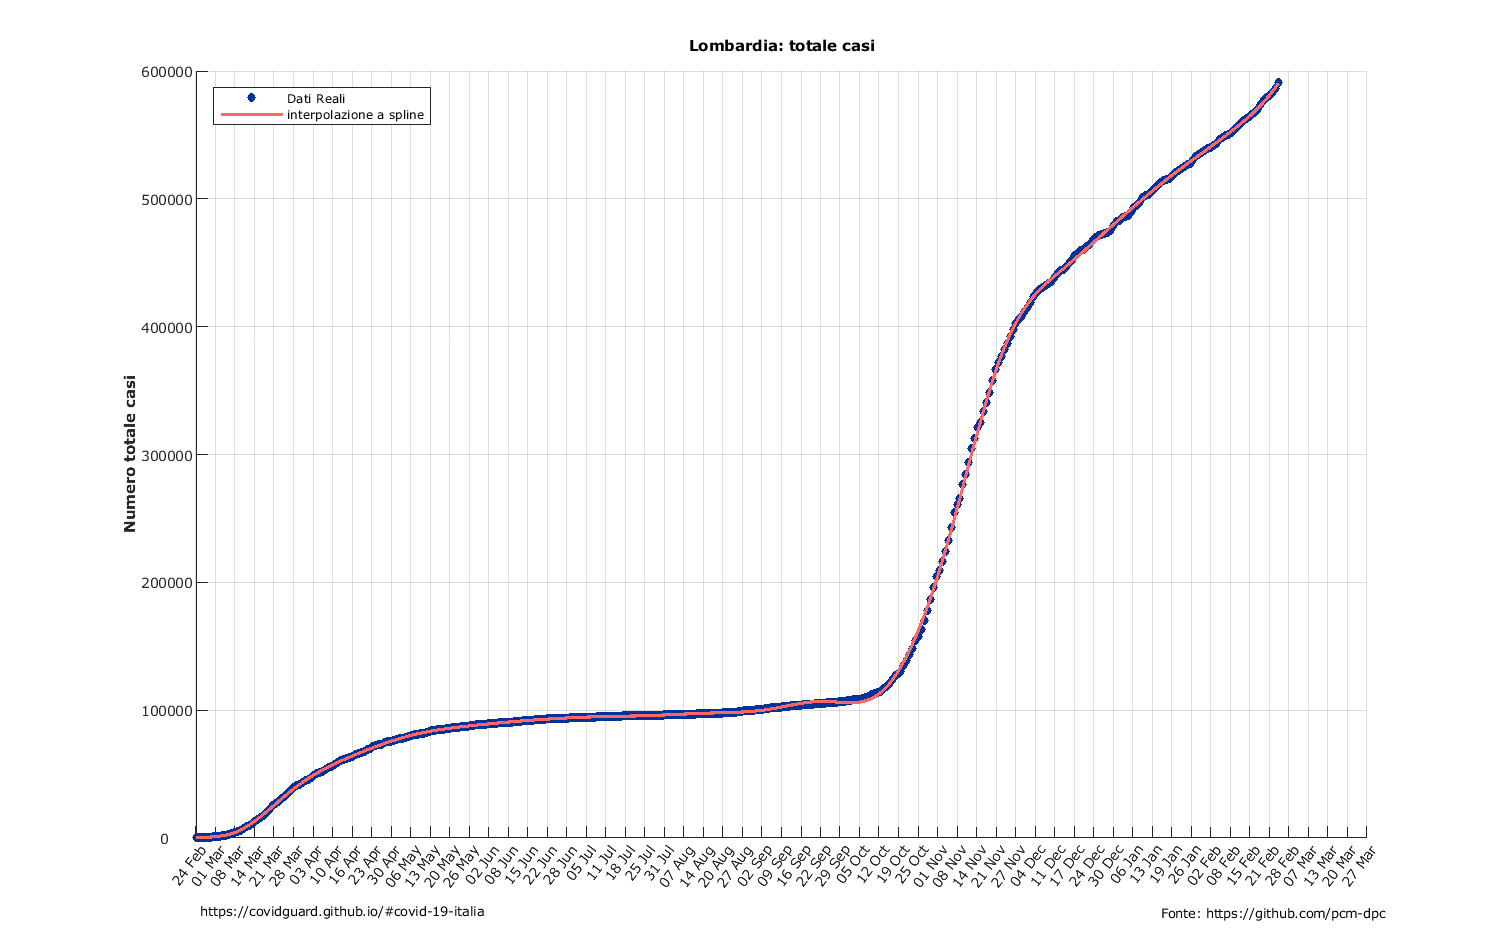 Lombardia: totale casi
600000
500000
400000
300000
200000
100000
0
Dati Reali
interpolazione a spline
Numero totale casi
24 Feb
01 Mar
08 Mar
14 Mar
21 Mar
28 Mar
03 Apr
10 Apr
16 Apr
23 Apr
30 Apr
06 May
13 May
20 May
26 May
02 Jun
08 Jun
15 Jun
22 Jun
28 Jun
05 Jul
11 Jul
18 Jul
25 Jul
31 Jul
07 Aug
14 Aug
20 Aug
27 Aug
02 Sep
09 Sep
16 Sep
22 Sep
29 Sep
05 Oct
12 Oct
19 Oct
25 Oct
01 Nov
08 Nov
14 Nov
21 Nov
27 Dec
04 Dec
11 Dec
17 Dec
24 Dec
30 Dec
06 Jan
13 Jan
19 Jan
26 Jan
02 Feb
08 Feb
15 Feb
21 Feb
28 Feb
07 Mar
13 Mar
20 Mar
27 Mar
https://covidguard.github.io/#covid-19-italia
Fonte: https://github.com/pcm-dpc